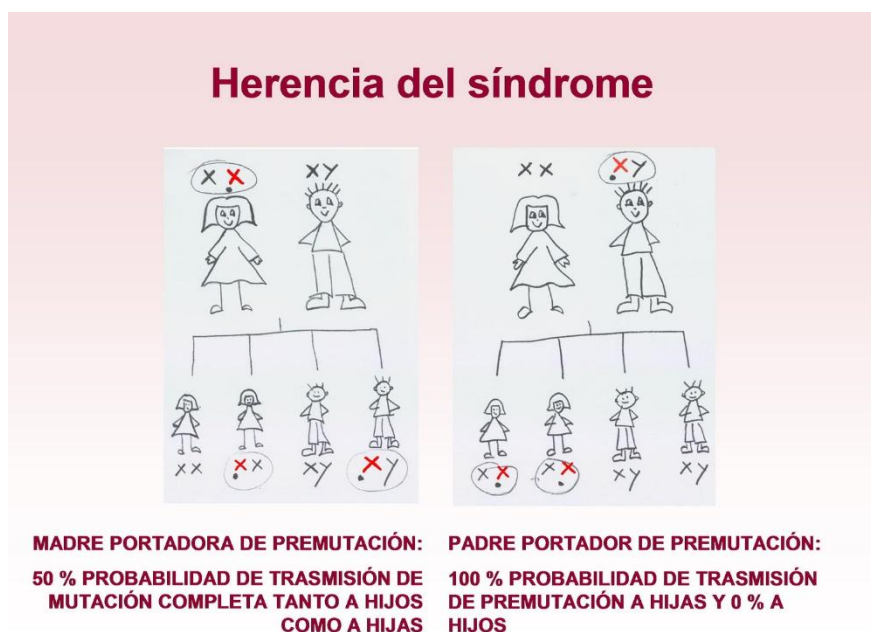 Herencia del síndrome
X X
XY
XX
XX
XY
XY
XX
XY
XX
XX
XY
XY
MADRE PORTADORA DE PREMUTACIÓN:
50 % PROBABILIDAD DE TRASMISIÓN DE
MUTACIÓN COMPLETA TANTO A HIJOS
COMO A HIJAS
PADRE PORTADOR DE PREMUTACIÓN:
100 % PROBABILIDAD DE TRASMISIÓN
DE PREMUTACIÓN A HIJAS Y 0 % A
HIJOS